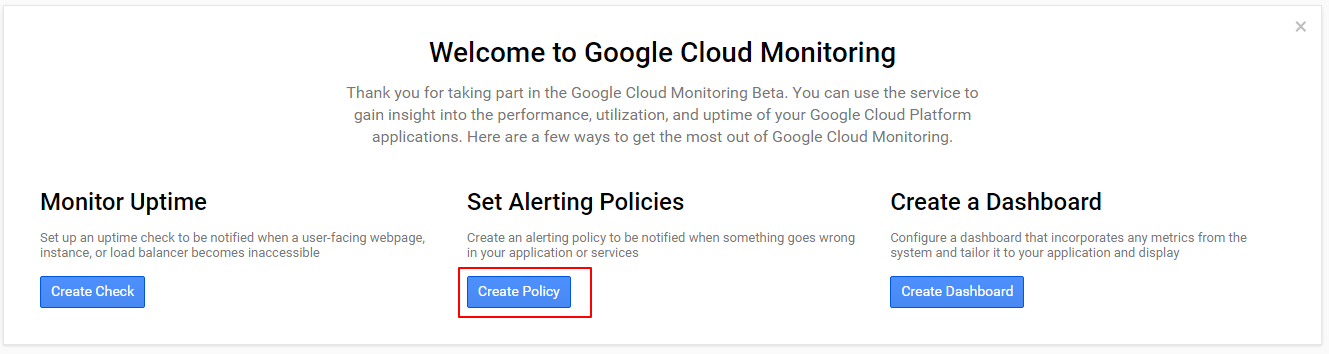 Welcome to Google Cloud Monitoring
Thank you for taking part in the Google Cloud Monitoring Beta. You can use the service to
gain insight into the performance, utilization, and uptime of your Google Cloud Platform
applications. Here are a few ways to get the most out of Google Cloud Monitoring.
Monitor Uptime
Set up an uptime check to be notified when a user-facing webpage,
instance, or load balancer becomes inaccessible
Create Check
Set Alerting Policies
Create an alerting policy to be notified when something goes wrong
in your application or services
Create Policy
Create a Dashboard
Configure a dashboard that incorporates any metrics from the
system and tailor it to your application and display
Create Dashboard